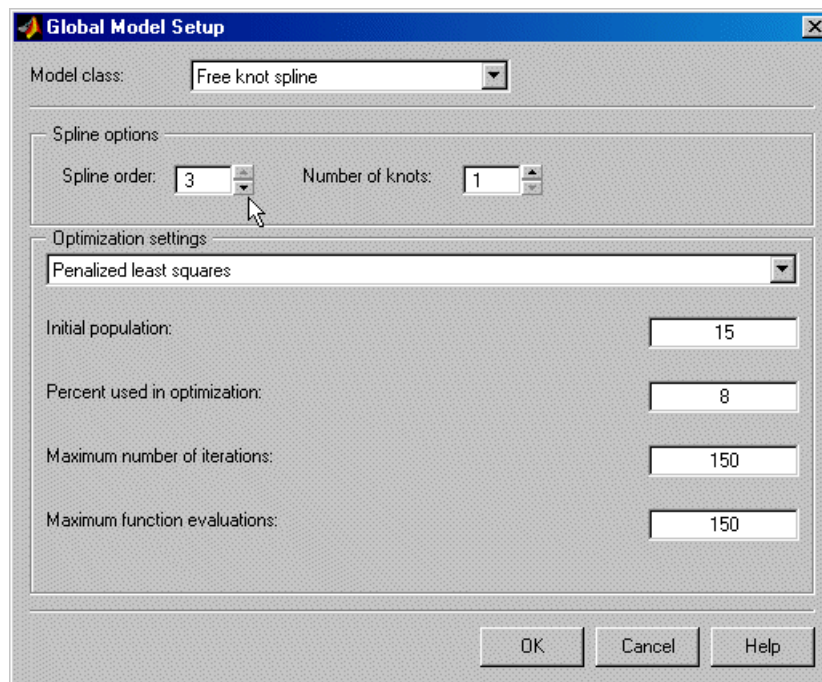 Global Model Setup
Model class: Free knot spline
Spline options
Spline order: 3 Number of knots: 1
Optimization settings
Penalized least squares
Initial population: 15
Percent used in optimization: 8
Maximum number of iterations: 150
Maximum function evaluations: 150
OK Cancel Help